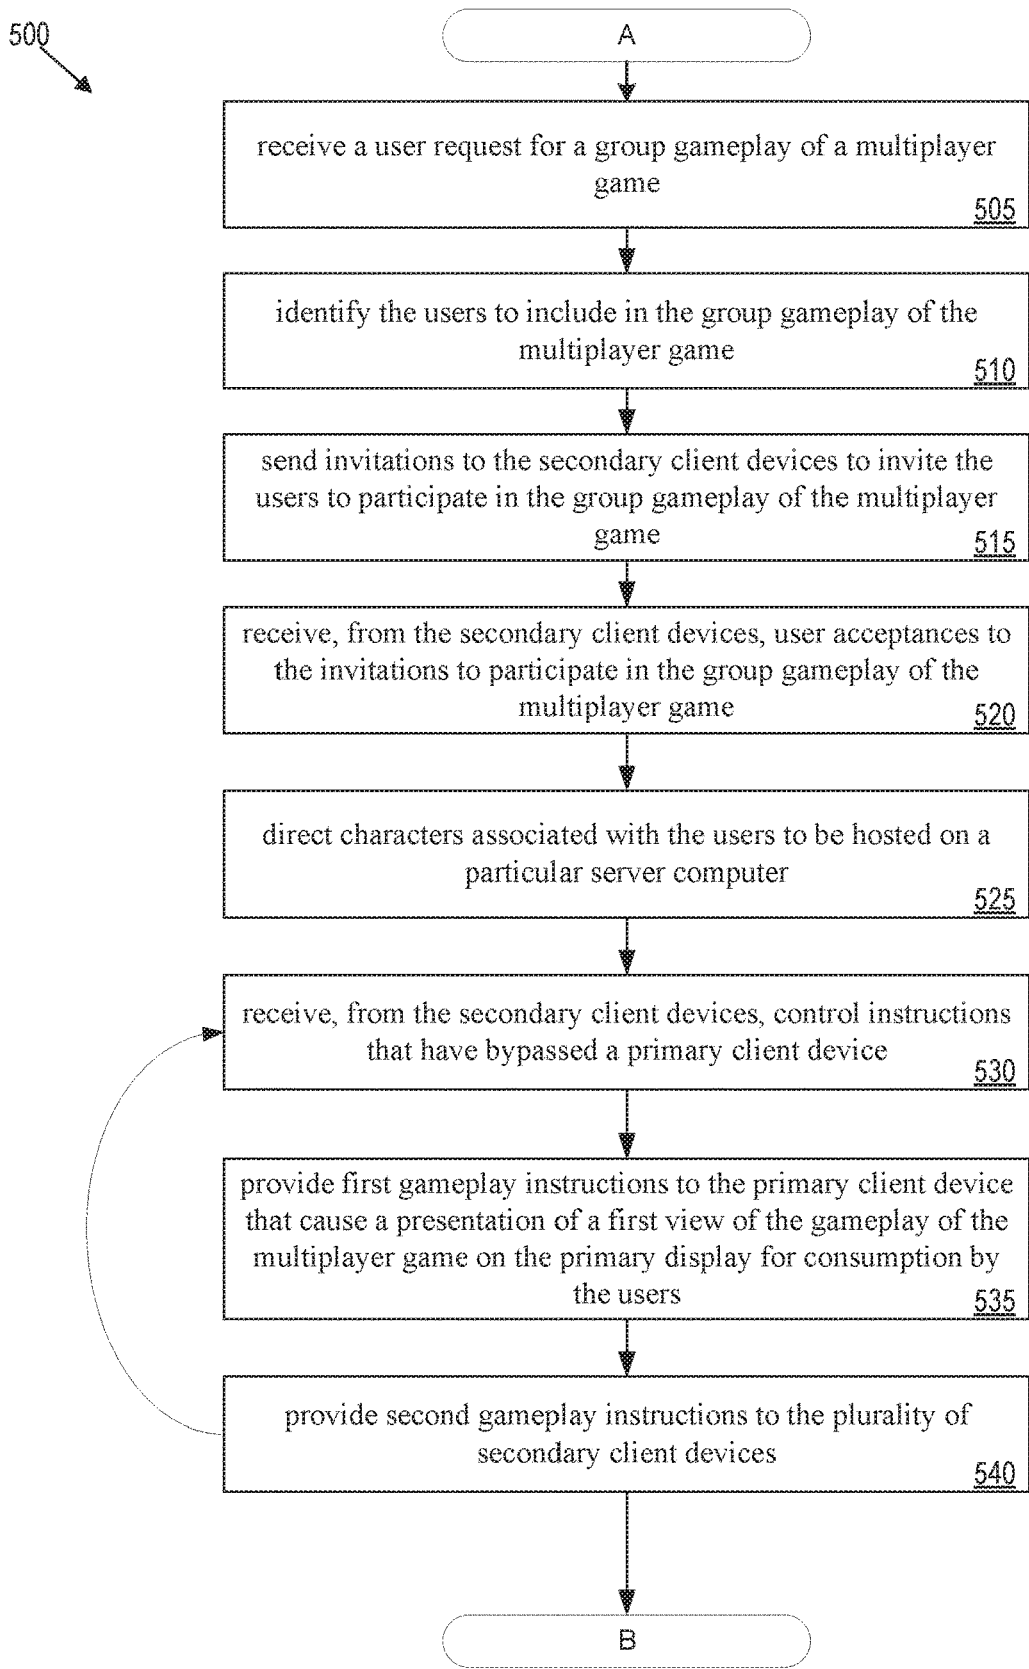 500
A
receive a user request for a group gameplay of a multiplayer
game
505
identify the users to include in the group gameplay of the
multiplayer game
510
send invitations to the secondary client devices to invite the
users to participate in the group gameplay of the multiplayer
game
515
receive, from the secondary client devices, user acceptances to
the invitations to participate in the group gameplay of the
multiplayer game
520
direct characters associated with the users to be hosted on a
particular server computer
525
receive, from the secondary client devices, control instructions
that have bypassed a primary client device
530
provide first gameplay instructions to the primary client device
that cause a presentation of a first view of the gameplay of the
multiplayer game on the primary display for consumption by
the users
535
provide second gameplay instructions to the plurality of
secondary client devices
540
B